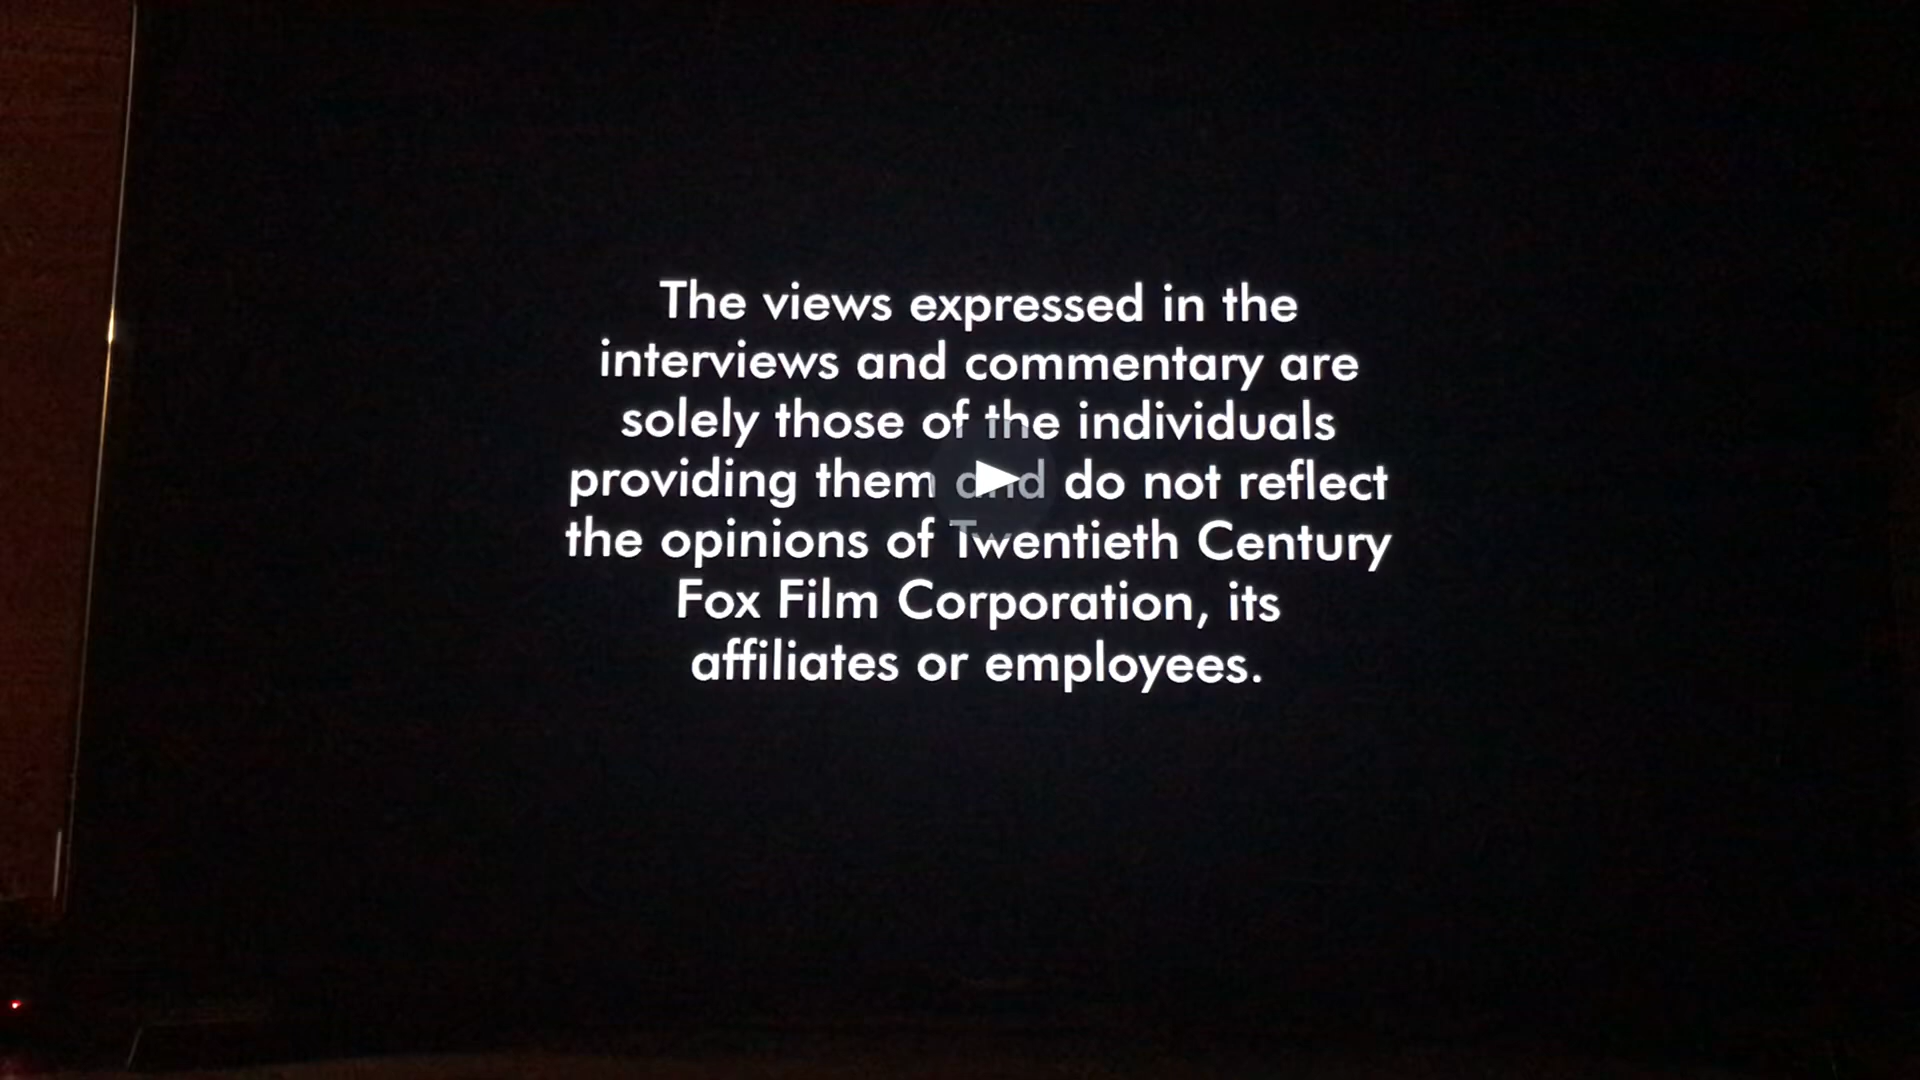 The views expressed in the
interviews and commentary are
solely those of the individuals
providing them and do not reflect
the opinions of Twentieth Century
Fox Film Corporation, its
affiliates or employees.